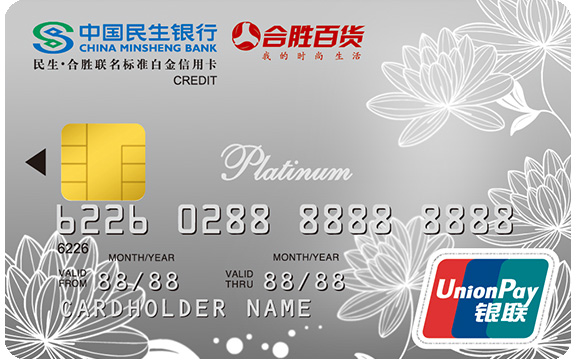 中国民生银行
CHINA MINSHENG BANK
合胜百货
我的时尚生活
民生·合胜联名标准白金信用卡
CREDIT
Platinum
6226 0288 8888 8888
6226
MONTH/YEAR MONTH/YEAR
VALID FROM 88/88 VALID THRU 88/88
CARDHOLDER NAME
UnionPay
银联